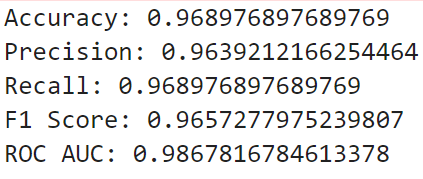 Accuracy: 0.968976897689769
Precision: 0.9639212166254464
Recall: 0.968976897689769
F1 Score: 0.9657277975239807
ROC AUC: 0.9867816784613378